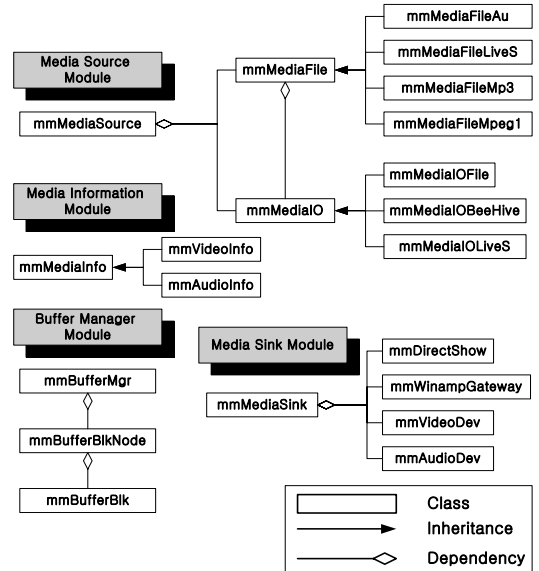 mmMediaFileAu
Media Source
Module
mmMediaFile
mmMediaFileLiveS
mmMediaFileMp3
mmMediaSource
mmMediaFileMpeg1
mmMediaIOFile
Media Information
Module
mmMediaIO
mmMediaIOBeeHive
mmMediaIOLiveS
mmVideoInfo
mmMediaInfo
mmAudioInfo
Buffer Manager
Module
Media Sink Module
mmDirectShow
mmBufferMgr
mmWinampGateway
mmMediaSink
mmVideoDev
mmBufferBlkNode
mmAudioDev
mmBufferBlk
Class
Inheritance
Dependency